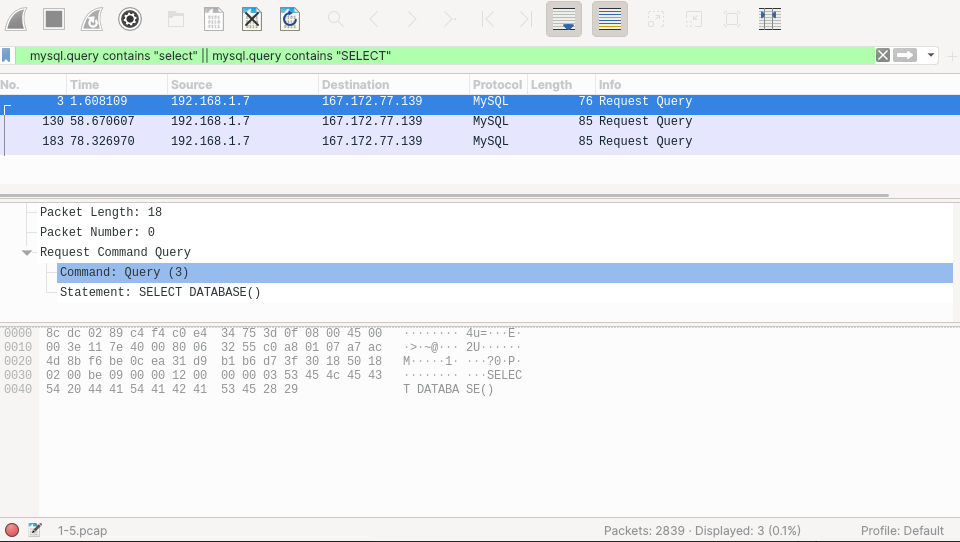 mysql.query contains "select" || mysql.query contains "SELECT"
No. Time Source Destination Protocol Length Info
3 1.608109 192.168.1.7 167.172.77.139 MySQL 76 Request Query
130 58.670607 192.168.1.7 167.172.77.139 MySQL 85 Request Query
183 78.326970 192.168.1.7 167.172.77.139 MySQL 85 Request Query
Packet Length: 18
Packet Number: 0
Request Command Query
Command: Query (3)
Statement: SELECT DATABASE()
0000 8c dc 02 89 c4 f4 c0 e4 34 75 3d 0f 08 00 45 00 ········ 4u=···E·
0010 00 3e 11 7e 40 00 80 06 32 55 c0 a8 01 07 a7 ac ·>·~@··· 2U······
0020 4d 8b f6 be 0c ea 31 d9 b1 b6 d7 3f 30 18 50 18 M·····1· ···?0·P·
0030 02 00 be 09 00 00 12 00 00 00 03 53 45 4c 45 43 ········ ···SELEC
0040 54 20 44 41 54 41 42 41 53 45 28 29 T DATABA SE()
1-5.pcap Packets: 2839 · Displayed: 3 (0.1%) Profile: Default